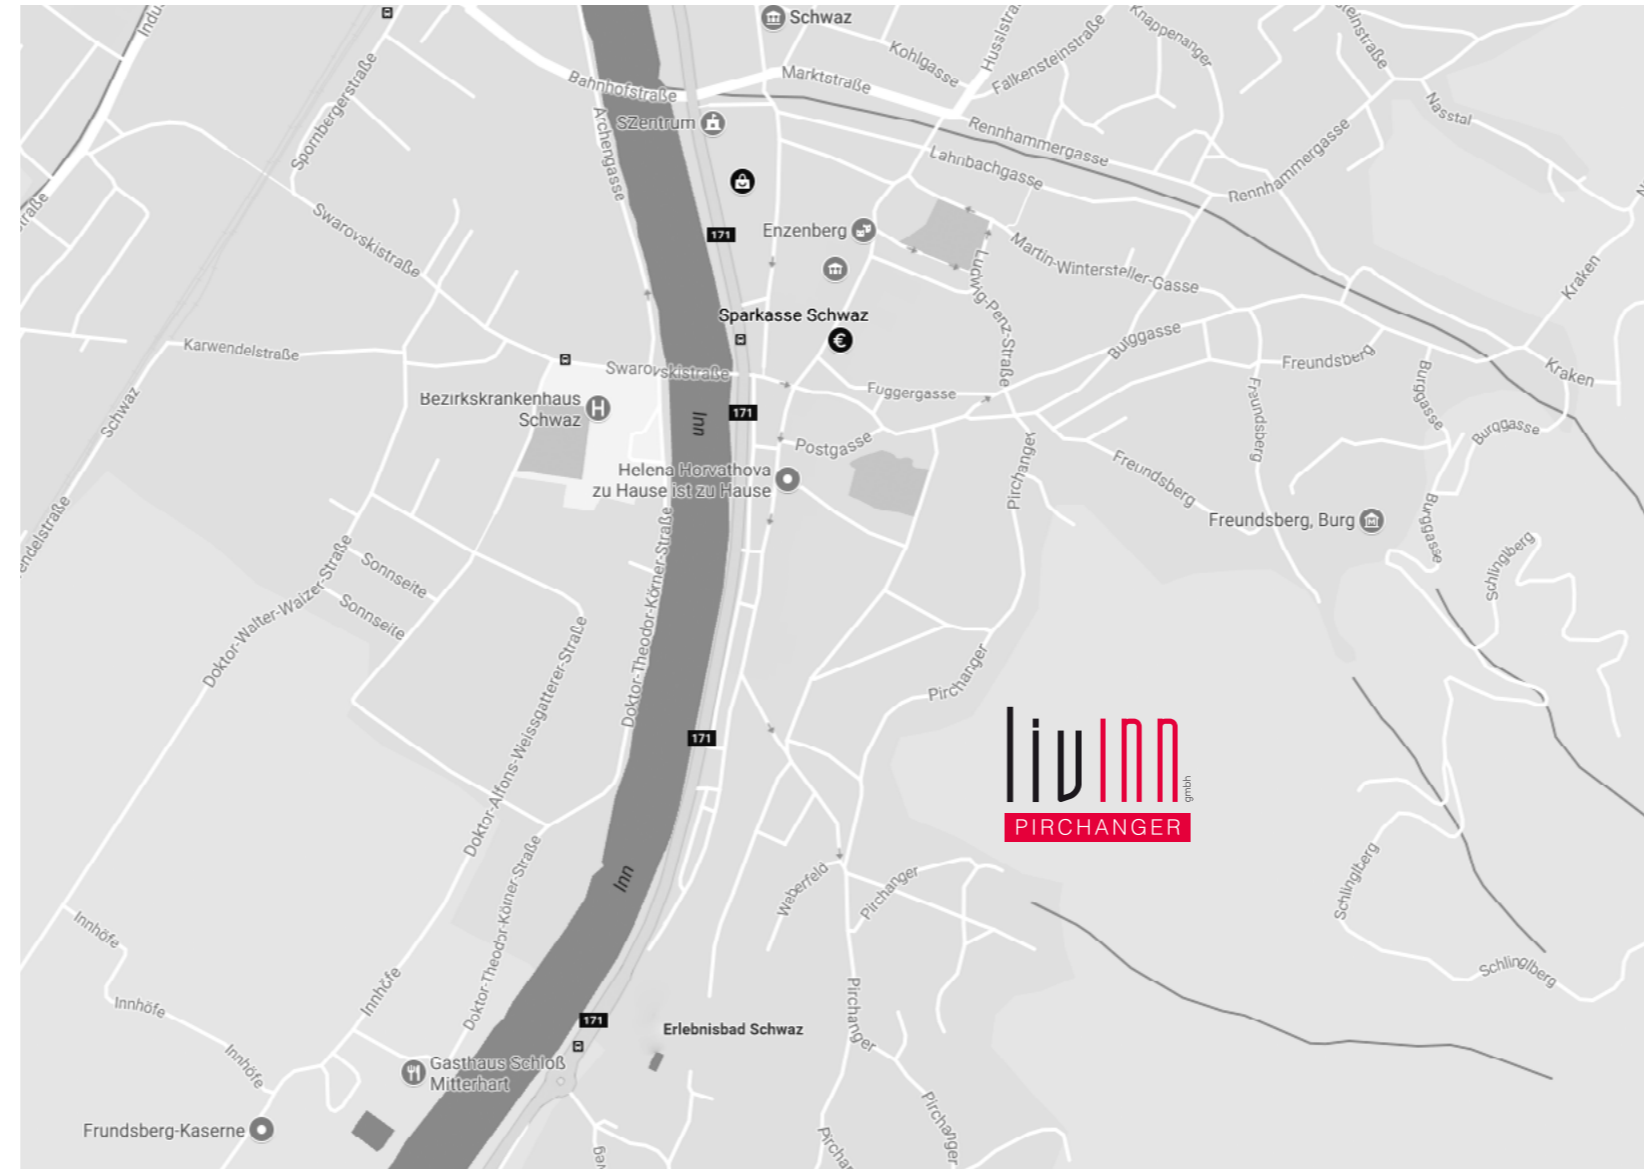 Schwaz
Kohlgasse
Falkensteinstraße
Knappenanger
Nasstal
Bahnhofstraße
Marktstraße
SZentrum
Spornbergerstraße
Archengasse
Rennhammergasse
Lahnbachgasse
Rennhammergasse
171
Enzenberg
Swarovskistraße
Martin-Wintersteller-Gasse
Ludwig-Penz-Straße
Kraken
Sparkasse Schwaz
€
Karwendelstraße
Swarovskistraße
Burggasse
Freundsberg
Kraken
Fuggergasse
Bezirkskrankenhaus
Schwaz
H
Schwaz
Inn
171
Postgasse
Pirchanger
Freundsberg
Freundsberg
Burggasse
Burggasse
Helena Horvathova
zu Hause ist zu Hause
Freundsberg, Burg
Burggasse
Schlinglberg
Doktor-Walter-Waizer-Straße
Sonnseite
Sonnseite
Doktor-Theodor-Körner-Straße
Doktor-Alfons-Weissgatterer-Straße
Pirchanger
171
livINN
gmbh
PIRCHANGER
Inn
Weberfeld
Pirchanger
Schlinglberg
Schlinglberg
Doktor-Theodor-Körner-Straße
Innhöfe
Innhöfe
Innhöfe
Innhöfe
Pirchanger
171
Erlebnisbad Schwaz
Gasthaus Schloß
Mitterhart
Frundsberg-Kaserne
Pirchanger